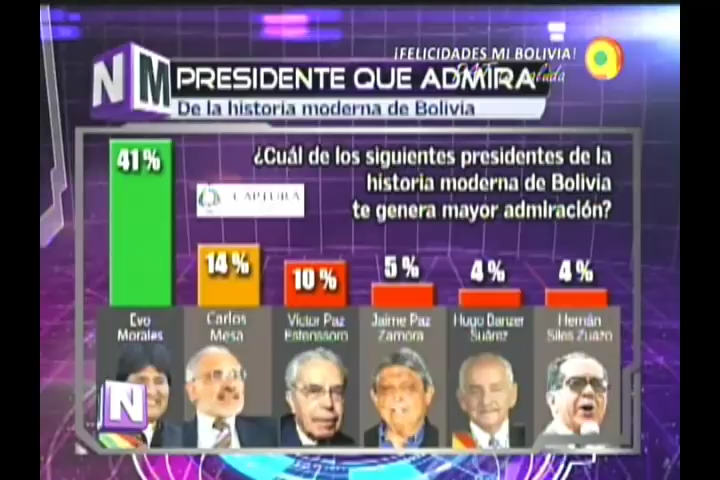 ¡FELICIDADES MI BOLIVIA!
NM
PRESIDENTE QUE ADMIRA
De la historia moderna de Bolivia
41%
¿Cuál de los siguientes presidentes de la
historia moderna de Bolivia
te genera mayor admiración?
CAPTURA
14%
10%
5%
4%
4%
Evo
Morales
Carlos
Mesa
Víctor Paz
Estenssoro
Jaime Paz
Zamora
Hugo Banzer
Suárez
Hernán
Siles Zuazo
N